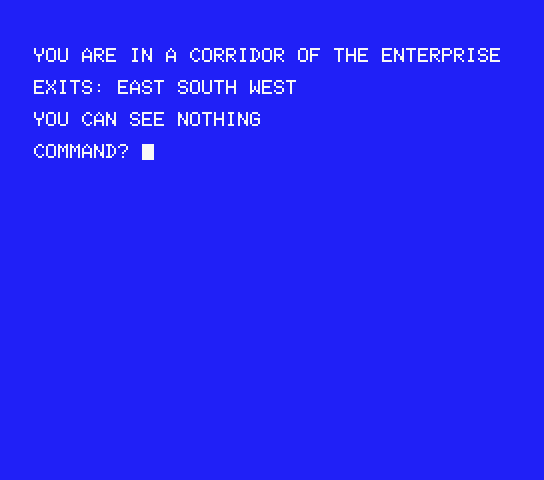 YOU ARE IN A CORRIDOR OF THE ENTERPRISE
EXITS: EAST SOUTH WEST
YOU CAN SEE NOTHING
COMMAND?